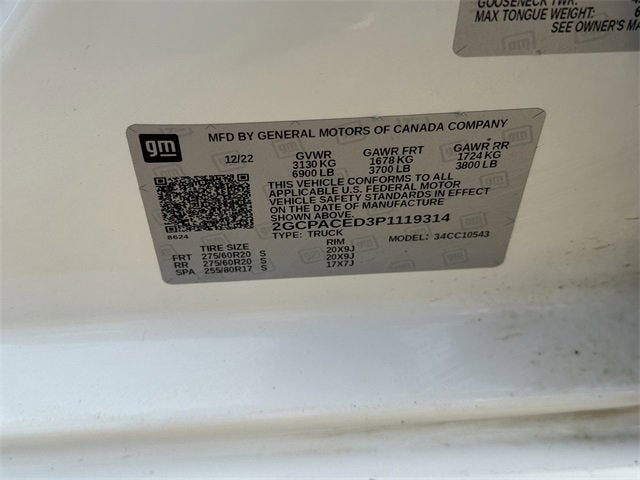 GOOSENECK TWR:
MAX TONGUE WEIGHT: 6
SEE OWNER'S MA
gm
gm
MFD BY GENERAL MOTORS OF CANADA COMPANY
12/22 GVWR GAWR FRT GAWR RR
3130 KG 1678 KG 1724 KG
6900 LB 3700 LB 3800 LB
THIS VEHICLE CONFORMS TO ALL
APPLICABLE U.S. FEDERAL MOTOR
VEHICLE SAFETY STANDARDS IN EFFECT
ON THE DATE OF MANUFACTURE
SHOWN ABOVE.
2GCPACED3P1119314
8624 TYPE: TRUCK MODEL: 34CC10543
TIRE SIZE RIM
FRT 275/60R20 S 20X9J
RR 275/60R20 S 20X9J
SPA 255/80R17 S 17X7J